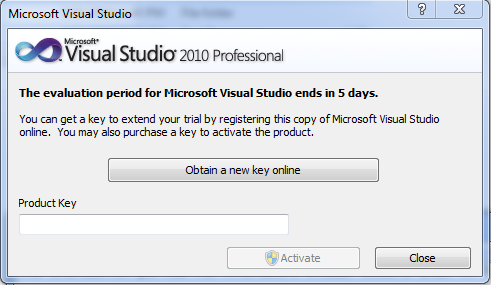 Microsoft Visual Studio
Microsoft®
Visual Studio® 2010 Professional
The evaluation period for Microsoft Visual Studio ends in 5 days.
You can get a key to extend your trial by registering this copy of Microsoft Visual Studio
online. You may also purchase a key to activate the product.
Obtain a new key online
Product Key
Activate
Close